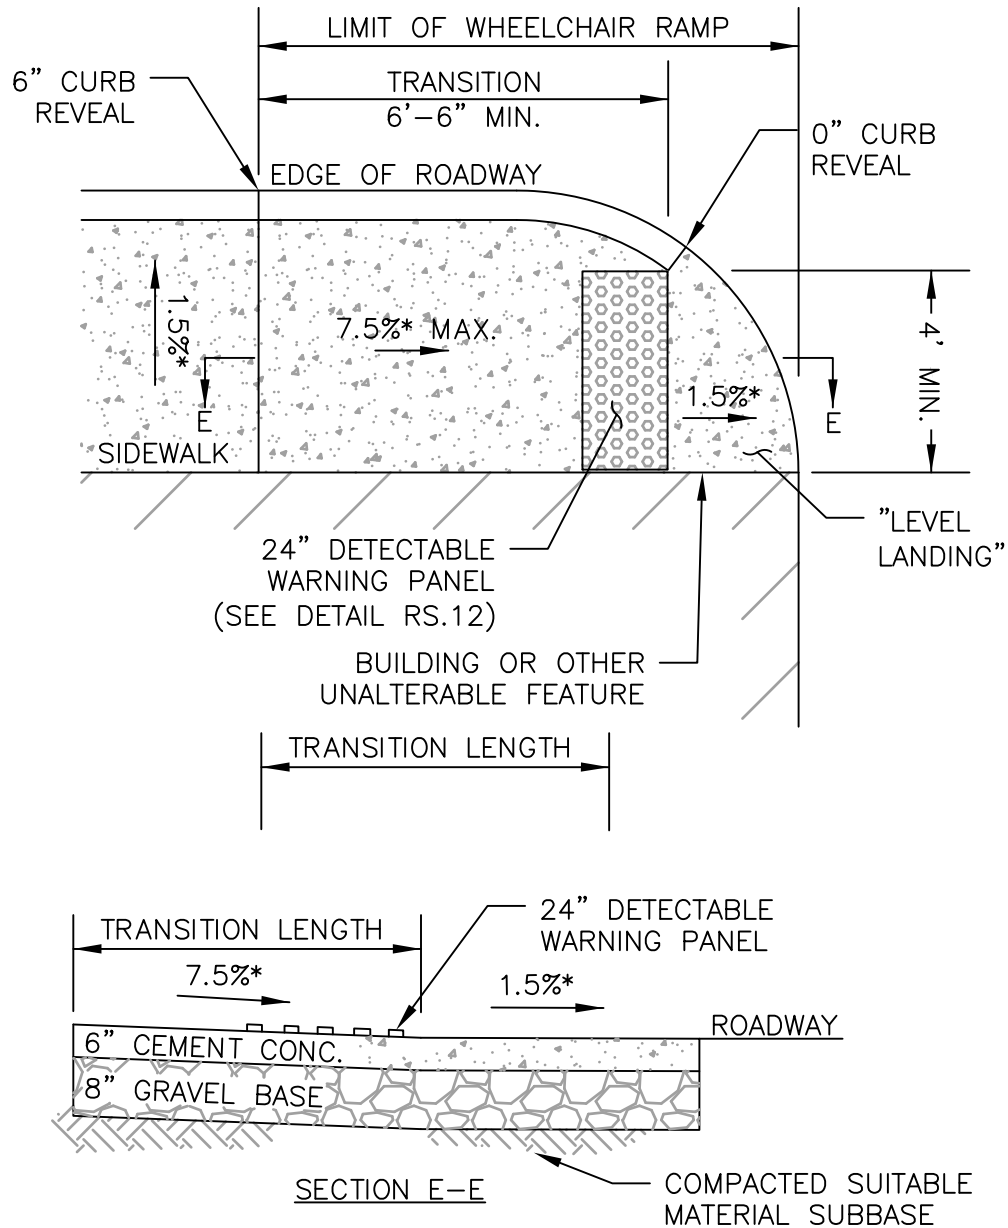 LIMIT OF WHEELCHAIR RAMP
6" CURB
REVEAL
TRANSITION
6'-6" MIN.
0" CURB
REVEAL
EDGE OF ROADWAY
1.5%*
7.5%* MAX.
4' MIN.
1.5%*
E
E
SIDEWALK
"LEVEL
LANDING"
24" DETECTABLE
WARNING PANEL
(SEE DETAIL RS.12)
BUILDING OR OTHER
UNALTERABLE FEATURE
TRANSITION LENGTH
TRANSITION LENGTH
24" DETECTABLE
WARNING PANEL
7.5%*
1.5%*
ROADWAY
6" CEMENT CONC.
8" GRAVEL BASE
SECTION E-E
COMPACTED SUITABLE
MATERIAL SUBBASE